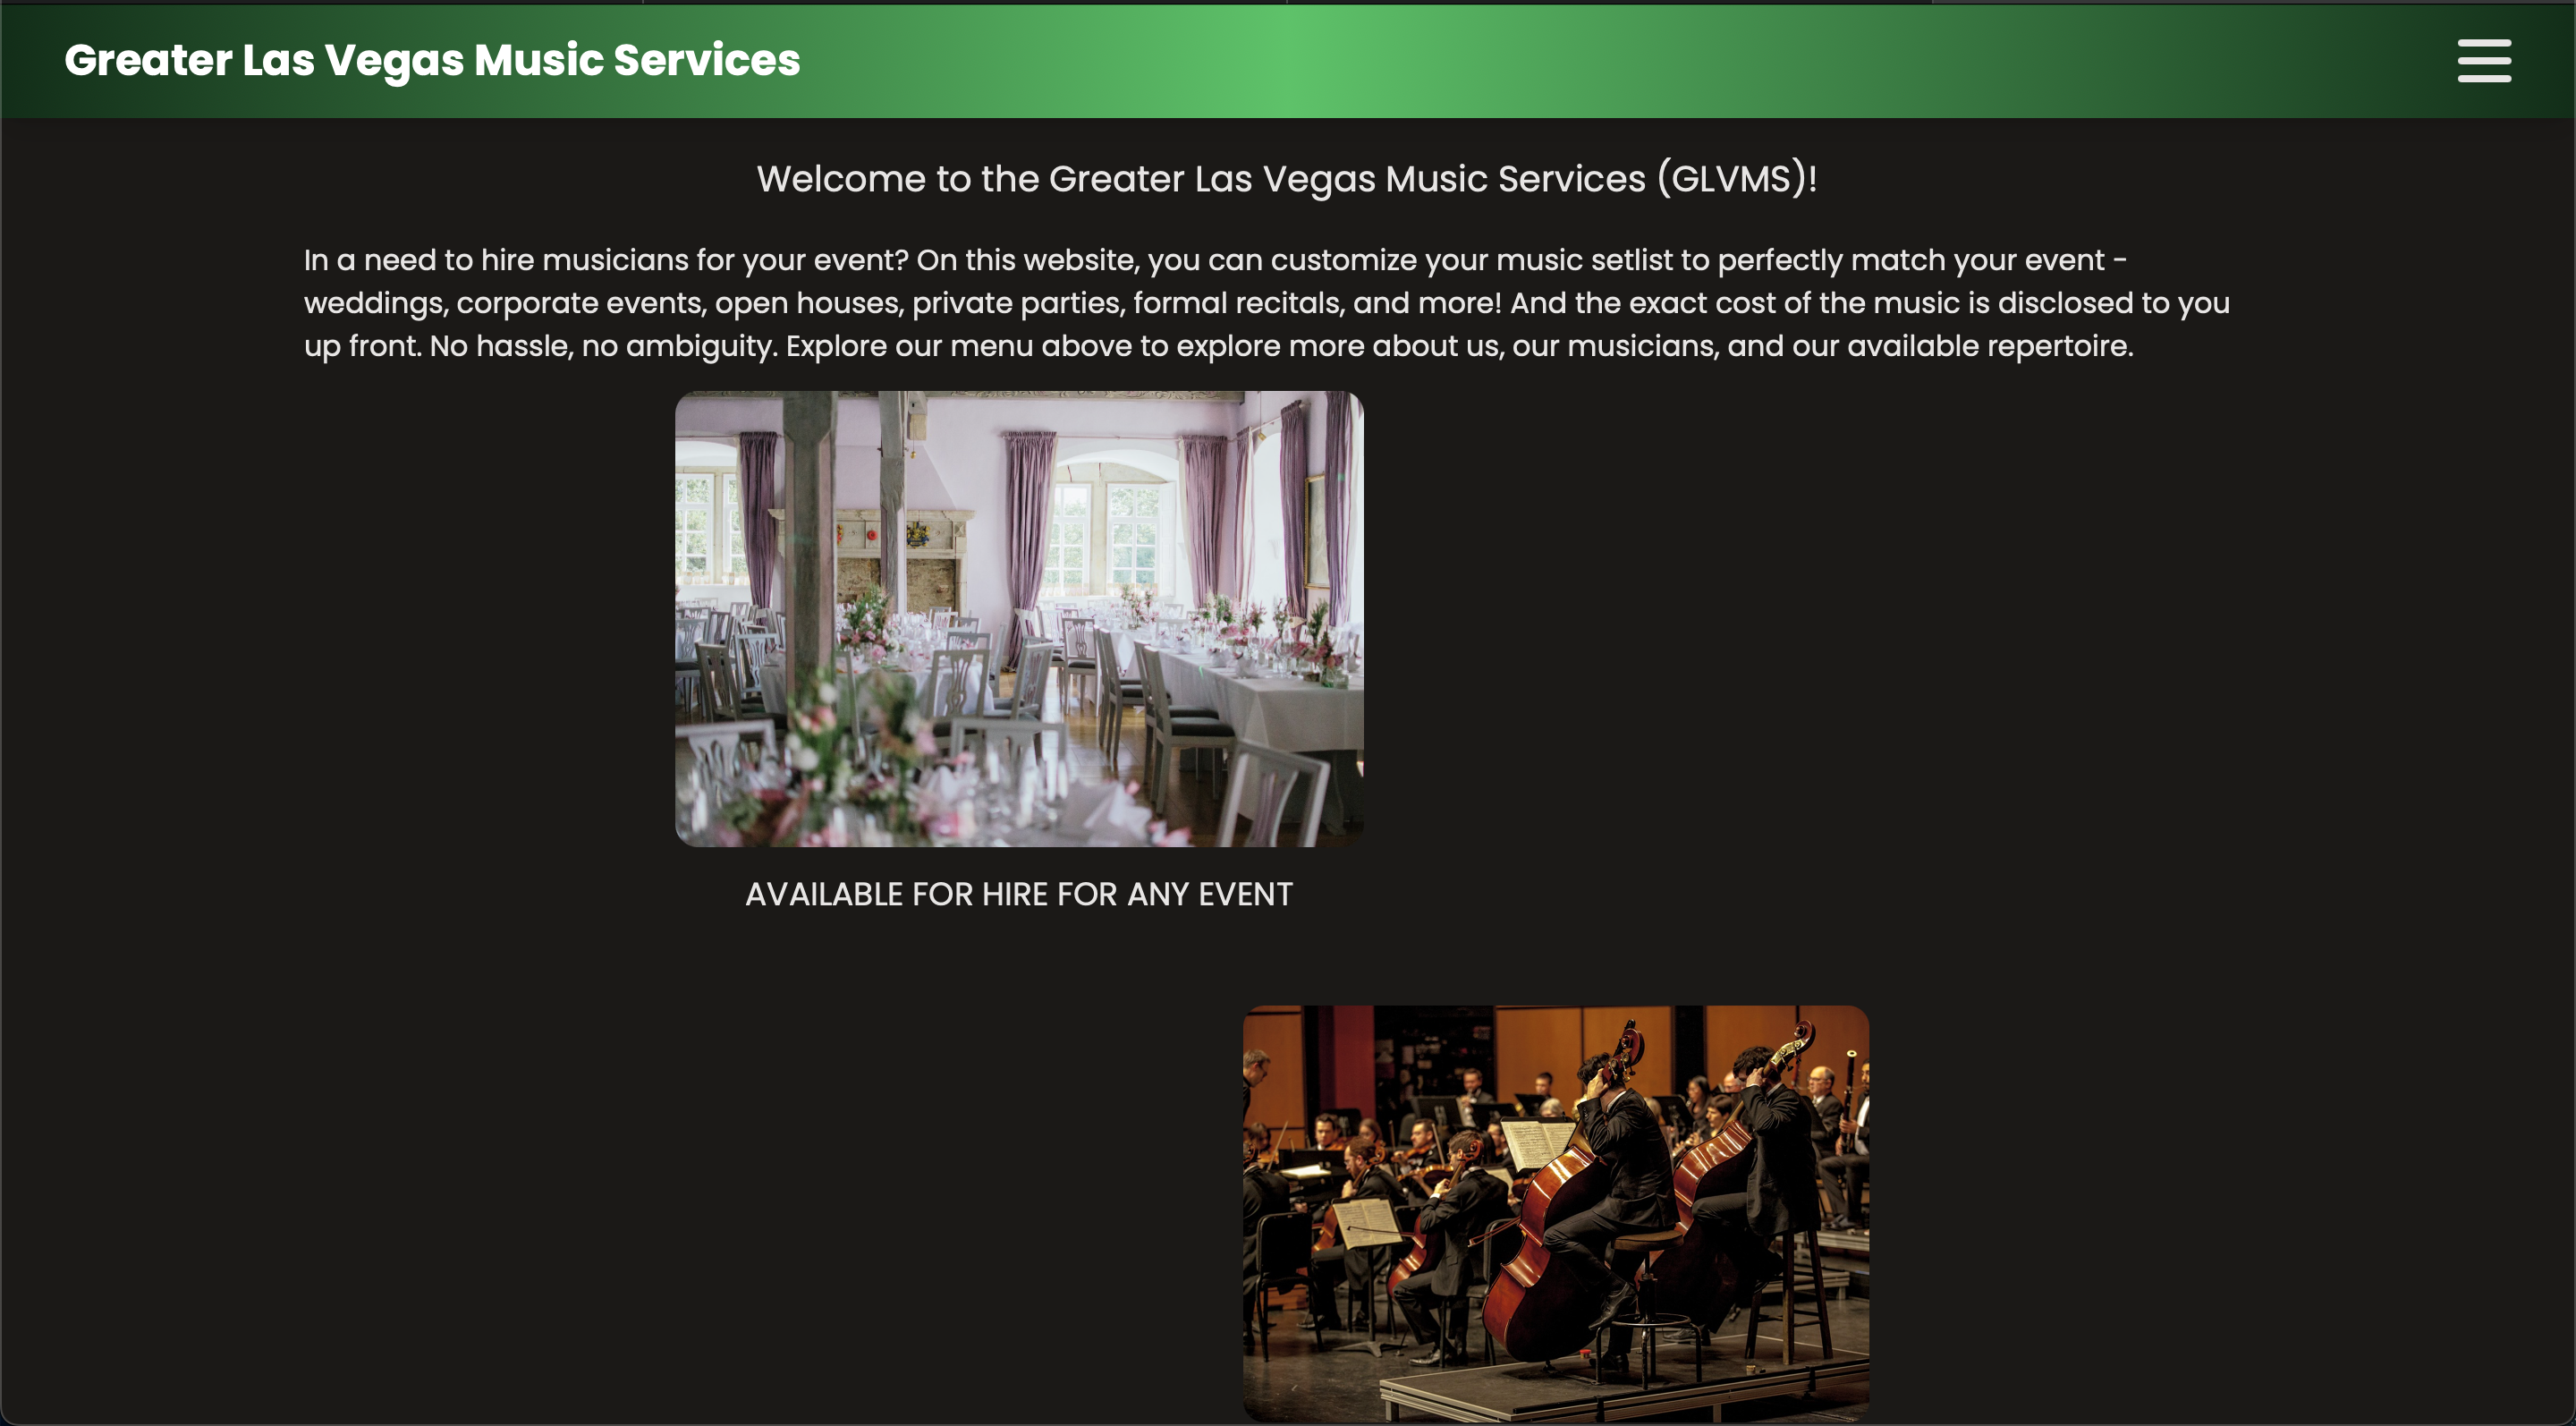 Greater Las Vegas Music Services
Welcome to the Greater Las Vegas Music Services (GLVMS)!
In a need to hire musicians for your event? On this website, you can customize your music setlist to perfectly match your event -
weddings, corporate events, open houses, private parties, formal recitals, and more! And the exact cost of the music is disclosed to you
up front. No hassle, no ambiguity. Explore our menu above to explore more about us, our musicians, and our available repertoire.
AVAILABLE FOR HIRE FOR ANY EVENT